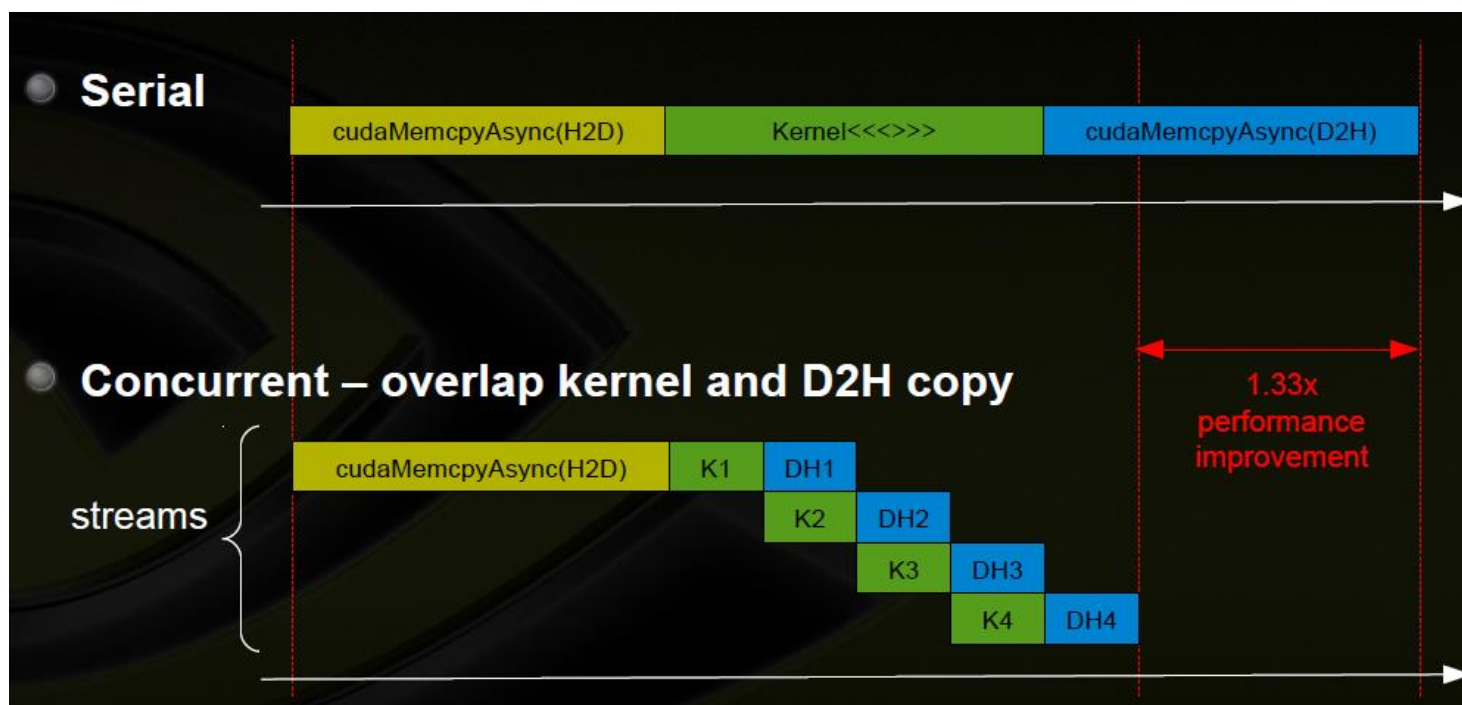 Serial
cudaMemcpyAsync(H2D) Kernel<<<>>> cudaMemcpyAsync(D2H)
Concurrent – overlap kernel and D2H copy
1.33x
performance
improvement
streams
cudaMemcpyAsync(H2D) K1 DH1
K2 DH2
K3 DH3
K4 DH4